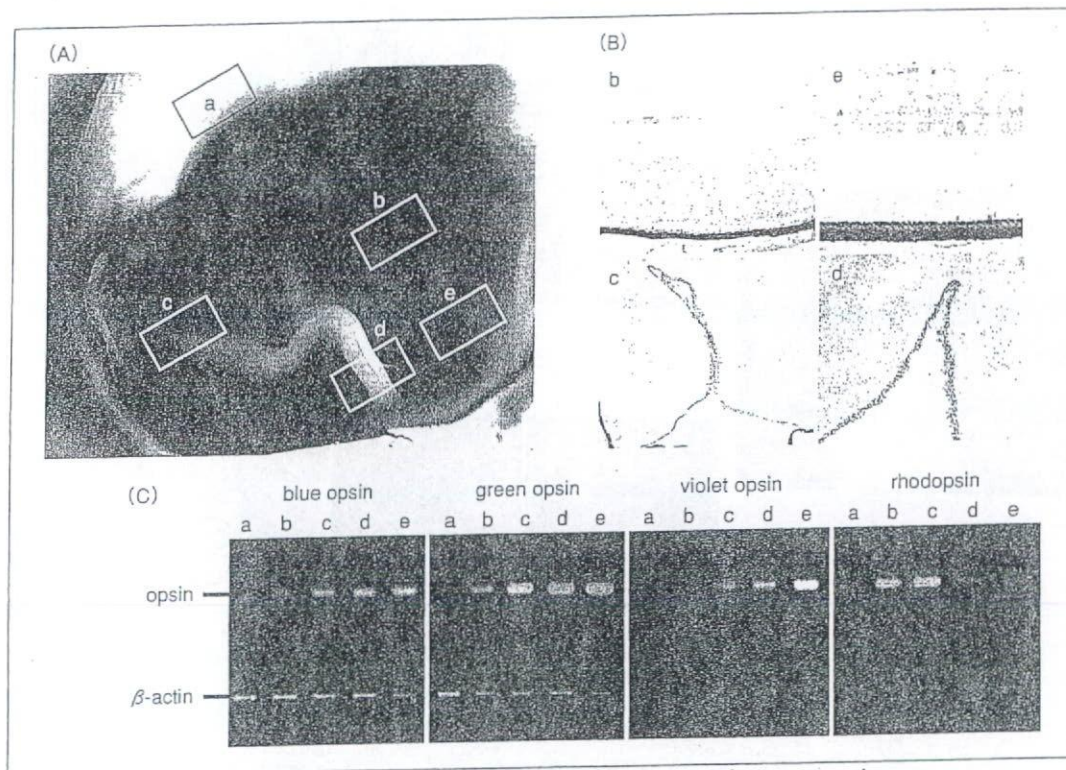 (A)
a
b
c
d
e
(B)
b
e
c
d
(C)
blue opsin
green opsin
violet opsin
rhodopsin
a b c d e a b c d e a b c d e a b c d e
opsin
β-actin